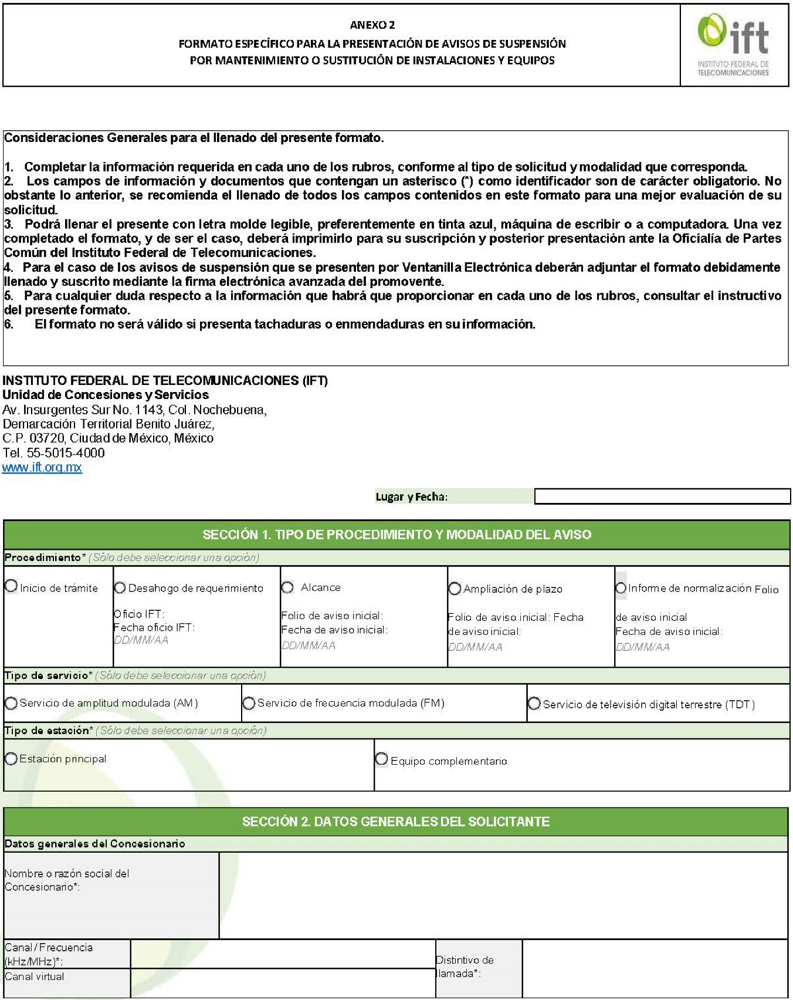 ANEXO 2
FORMATO ESPECÍFICO PARA LA PRESENTACIÓN DE AVISOS DE SUSPENSIÓN
POR MANTENIMIENTO O SUSTITUCIÓN DE INSTALACIONES Y EQUIPOS
ift
INSTITUTO FEDERAL DE
TELECOMUNICACIONES
Consideraciones Generales para el llenado del presente formato.
1. Completar la información requerida en cada uno de los rubros, conforme al tipo de solicitud y modalidad que corresponda.
2. Los campos de información y documentos que contengan un asterisco (*) como identificador son de carácter obligatorio. No
obstante lo anterior, se recomienda el llenado de todos los campos contenidos en este formato para una mejor evaluación de su
solicitud.
3. Podrá llenar el presente con letra molde legible, preferentemente en tinta azul, máquina de escribir o a computadora. Una vez
completado el formato, y de ser el caso, deberá imprimirlo para su suscripción y posterior presentación ante la Oficialía de Partes
Común del Instituto Federal de Telecomunicaciones.
4. Para el caso de los avisos de suspensión que se presenten por Ventanilla Electrónica deberán adjuntar el formato debidamente
llenado y suscrito mediante la firma electrónica avanzada del promovente.
5. Para cualquier duda respecto a la información que habrá que proporcionar en cada uno de los rubros, consultar el instructivo
del presente formato.
6. El formato no será válido si presenta tachaduras o enmendaduras en su información.
INSTITUTO FEDERAL DE TELECOMUNICACIONES (IFT)
Unidad de Concesiones y Servicios
Av. Insurgentes Sur No. 1143, Col. Nochebuena,
Demarcación Territorial Benito Juárez,
C.P. 03720, Ciudad de México, México
Tel. 55-5015-4000
www.ift.org.mx
Lugar y Fecha:
SECCIÓN 1. TIPO DE PROCEDIMIENTO Y MODALIDAD DEL AVISO
Procedimiento* (Sólo debe seleccionar una opción)
Inicio de trámite
Desahogo de requerimiento
Oficio IFT:
Fecha oficio IFT:
DD/MM/AA
Alcance
Folio de aviso inicial:
Fecha de aviso inicial:
DD/MM/AA
Ampliación de plazo
Folio de aviso inicial: Fecha
de aviso inicial:
DD/MM/AA
Informe de normalización Folio
de aviso inicial
Fecha de aviso inicial:
DD/MM/AA
Tipo de servicio* (Sólo debe seleccionar una opción)
Servicio de amplitud modulada (AM)
Servicio de frecuencia modulada (FM)
Servicio de televisión digital terrestre (TDT)
Tipo de estación* (Sólo debe seleccionar una opción)
Estación principal
Equipo complementario
SECCIÓN 2. DATOS GENERALES DEL SOLICITANTE
Datos generales del Concesionario
Nombre o razón social del
Concesionario*:
Canal / Frecuencia
(kHz/MHz)*:
Canal virtual
Distintivo de
llamada*: